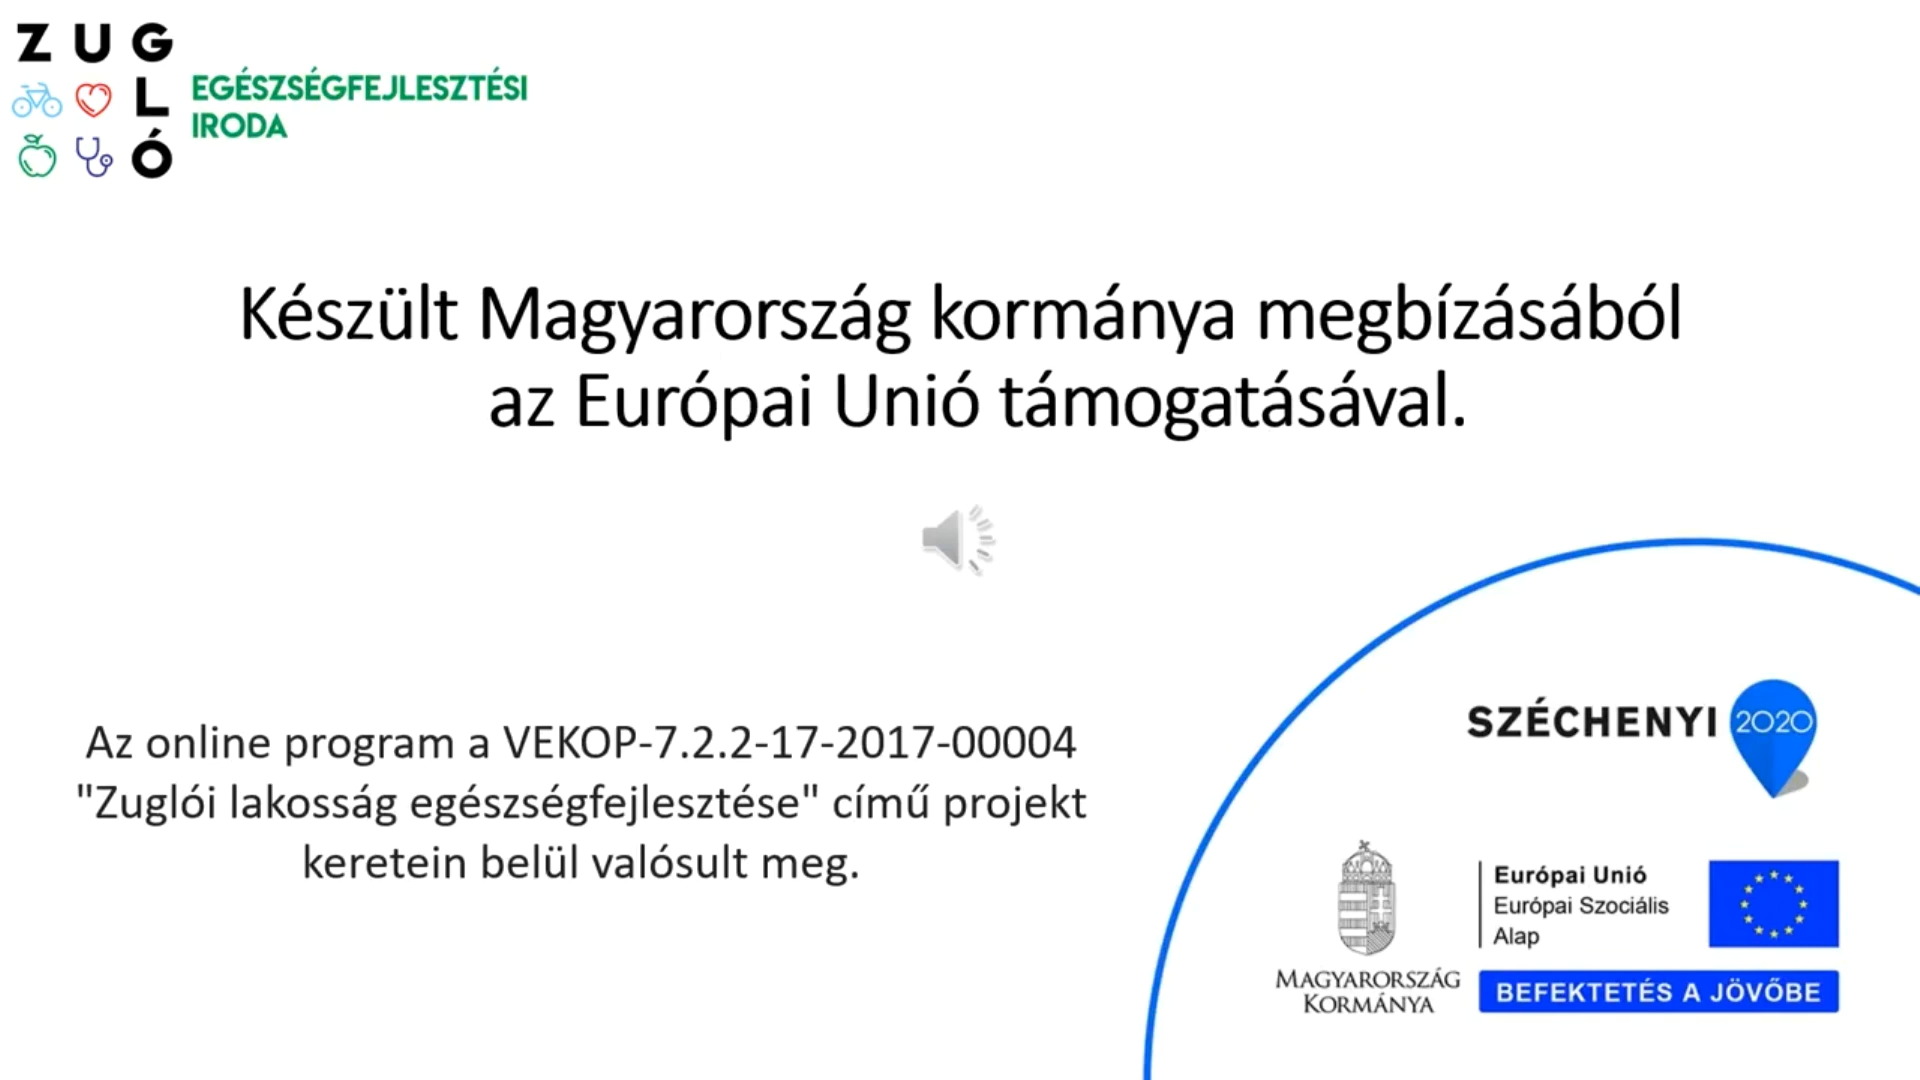 ZUG
L
Ó
EGÉSZSÉGFEJLESZTÉSI
IRODA
Készült Magyarország kormánya megbízásából
az Európai Unió támogatásával.
Az online program a VEKOP-7.2.2-17-2017-00004
"Zuglói lakosság egészségfejlesztése" című projekt
keretein belül valósult meg.
SZÉCHENYI 2020
Európai Unió
Európai Szociális
Alap
MAGYARORSZÁG
KORMÁNYA
BEFEKTETÉS A JÖVŐBE